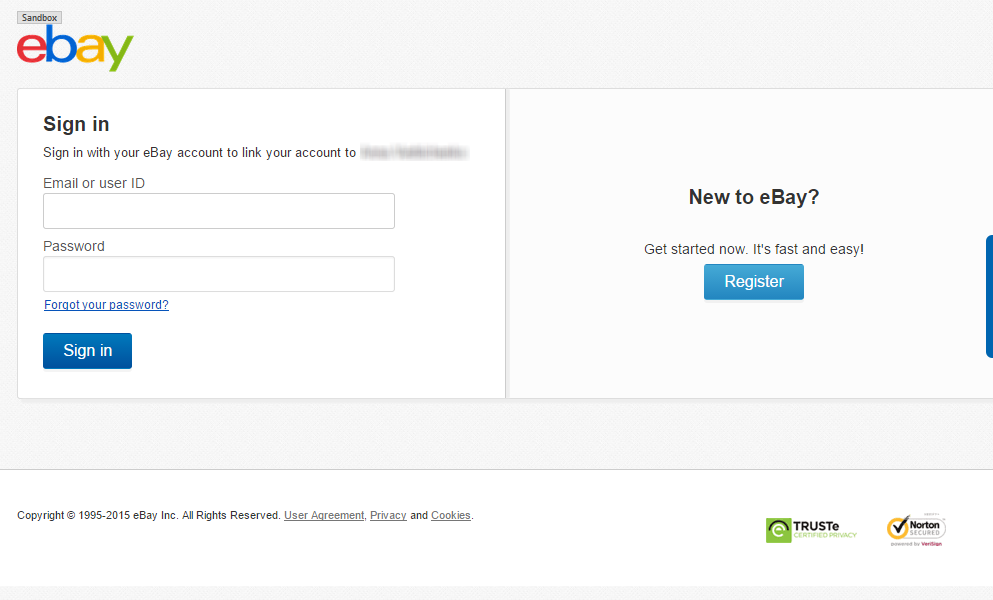 Sandbox
ebay
Sign in
Sign in with your eBay account to link your account to
Email or user ID
Password
Forgot your password?
Sign in
New to eBay?
Get started now. It's fast and easy!
Register
Copyright © 1995-2015 eBay Inc. All Rights Reserved. User Agreement, Privacy and Cookies.
TRUSTe
CERTIFIED PRIVACY
Norton
SECURED
powered by VeriSign